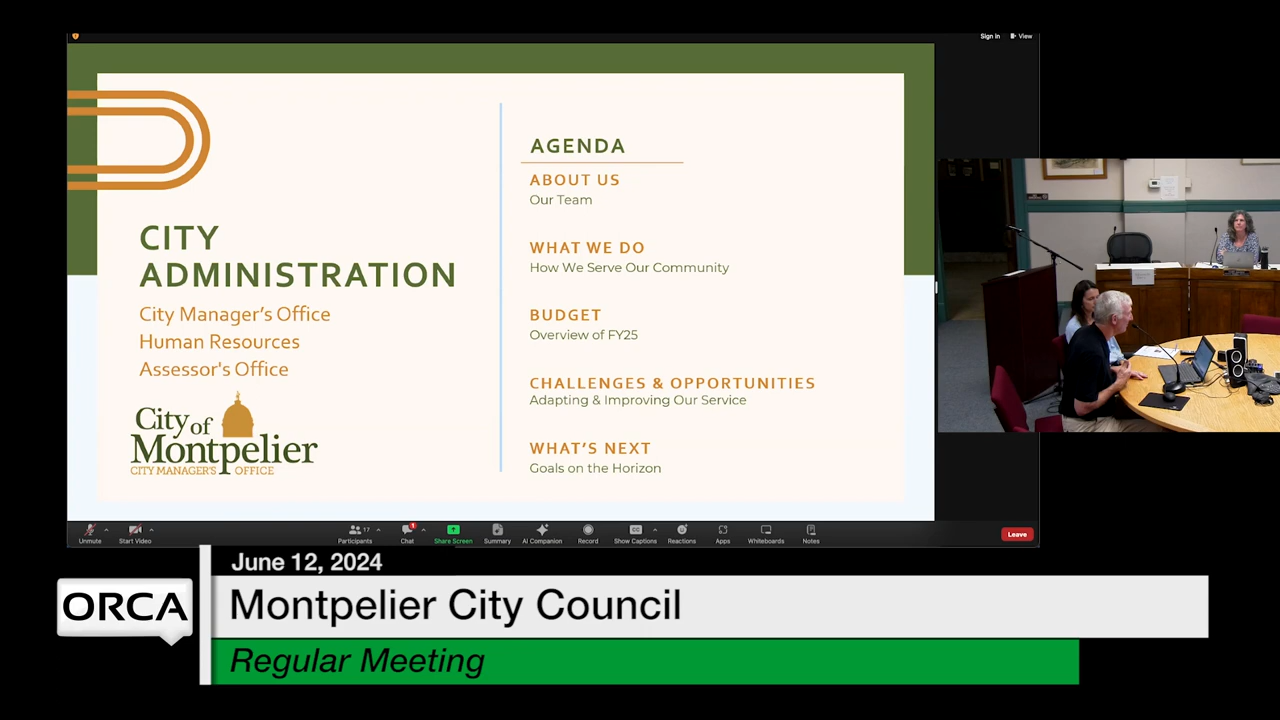 Sign in
View
CITY
ADMINISTRATION
City Manager's Office
Human Resources
Assessor's Office
City of
Montpelier
CITY MANAGER'S OFFICE
AGENDA
ABOUT US
Our Team
WHAT WE DO
How We Serve Our Community
BUDGET
Overview of FY25
CHALLENGES & OPPORTUNITIES
Adapting & Improving Our Service
WHAT'S NEXT
Goals on the Horizon
17
1
CC
Unmute
Start Video
Participants
Chat
Share Screen
Summary
AI Companion
Record
Show Captions
Reactions
Apps
Whiteboards
Notes
Leave
June 12, 2024
ORCA
Montpelier City Council
Regular Meeting